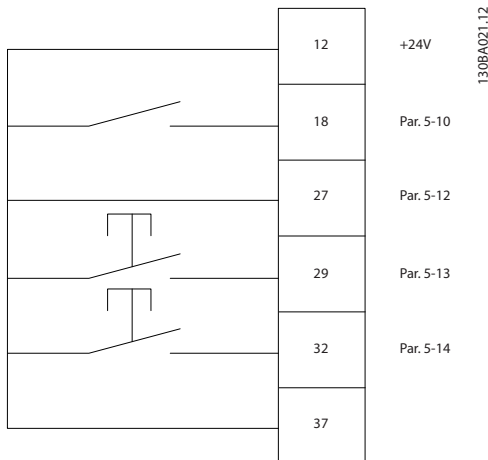 12 +24V
18 Par. 5-10
27 Par. 5-12
29 Par. 5-13
32 Par. 5-14
37
130BA021.12